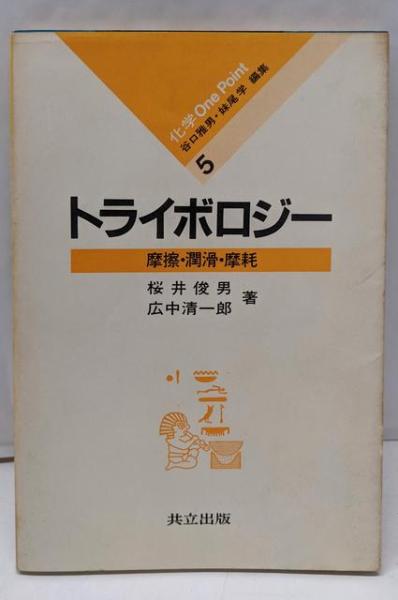 化学One Point
谷口雅男・妹尾学 編集
5
トライボロジー
摩擦・潤滑・摩耗
桜井俊男
広中清一郎
著
共立出版